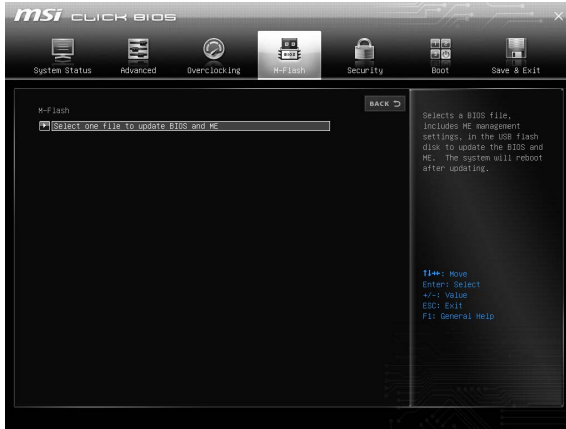 msi CLICK BIOS
System Status Advanced Overclocking M-Flash Security Boot Save & Exit
M-Flash
BACK
Select one file to update BIOS and ME
Selects a BIOS file,
includes ME management
settings, in the USB flash
disk to update the BIOS and
ME. The system will reboot
after updating.
↑↓→←: Move
Enter: Select
+/-: Value
ESC: Exit
F1: General Help